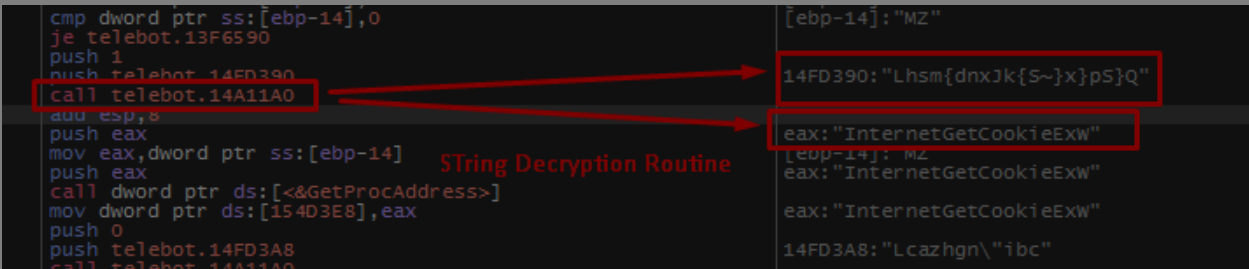 cmp dword ptr ss:[ebp-14],0 [ebp-14]:"MZ"
je telebot.13F6590
push 1
push telebot.14FD390 14FD390:"Lhsm{dnxJk{S~}x}pS}Q"
call telebot.14A11A0
add esp,8
push eax eax:"InternetGetCookieExW"
mov eax,dword ptr ss:[ebp-14] [ebp-14]:"MZ"
push eax eax:"InternetGetCookieExW"
STring Decryption Routine
call dword ptr ds:[<&GetProcAddress>]
mov dword ptr ds:[154D3E8],eax eax:"InternetGetCookieExW"
push 0
push telebot.14FD3A8 14FD3A8:"Lcazhgn\"ibc"
call telebot.14A11A0